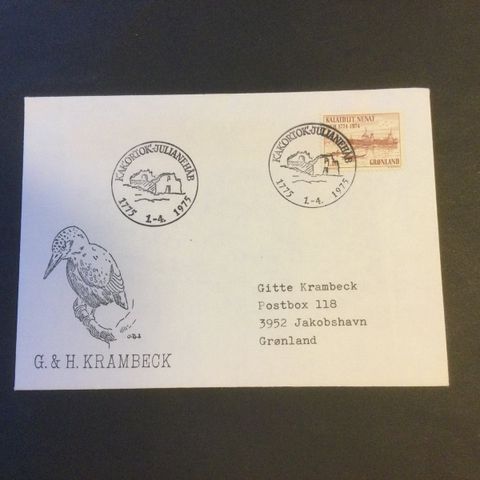 KALATDLIT NUNAT
1774-1974
GRØNLAND
KAKORTOK-JULIANEHÅB
1775 1.-4. 1975
KAKORTOK-JULIANEHÅB
1775 1.-4. 1975
Gitte Krambeck
Postbox 118
3952 Jakobshavn
Grønland
G. & H. KRAMBECK